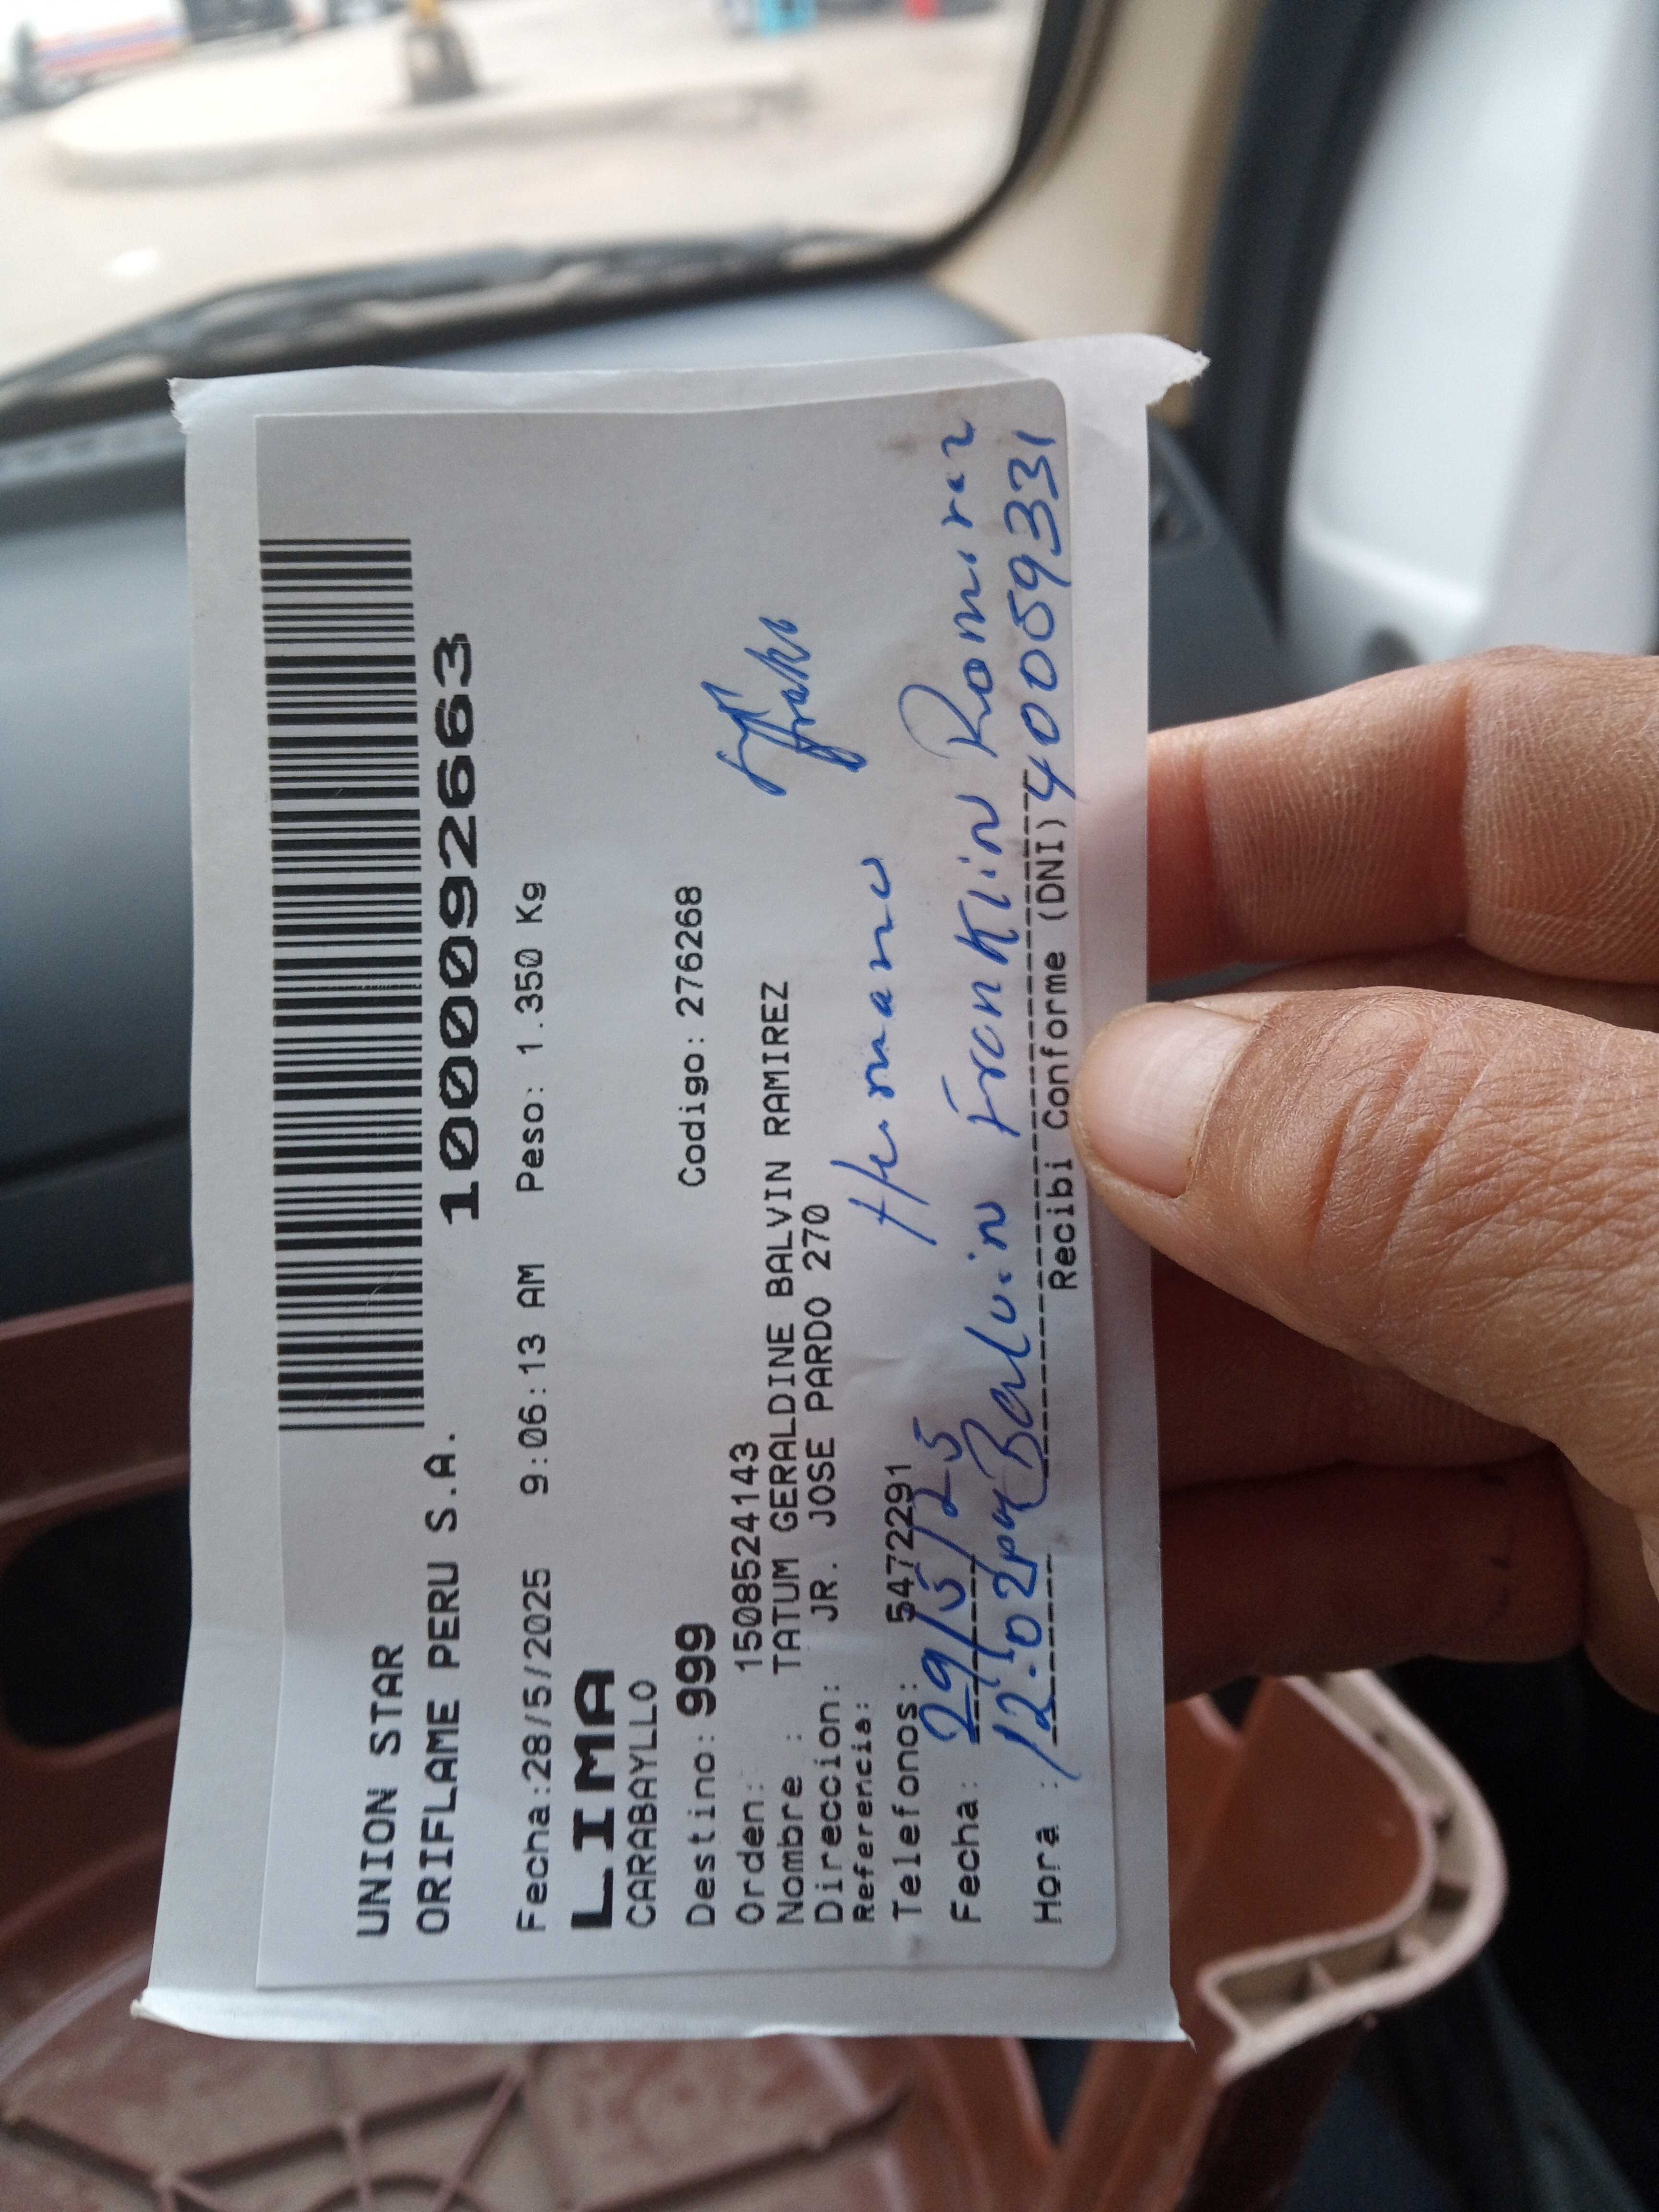 UNION STAR
ORIFLAME PERU S.A. 1000092663
Fecha:28/5/2025 9:06:13 AM Peso: 1.350 Kg
LIMA
CARABAYLLO
Destino: 999 Codigo: 276268
Orden: 1508524143
Nombre : TATUM GERALDINE BALVIN RAMIREZ
Direccion: JR. JOSE PARDO 270
Referencia:
Telefonos: 5472291 Hermano
Fecha: 29/5/25
Hora : 12:02pm Balvin Franklin Ramirez
Recibi Conforme (DNI) 40059331